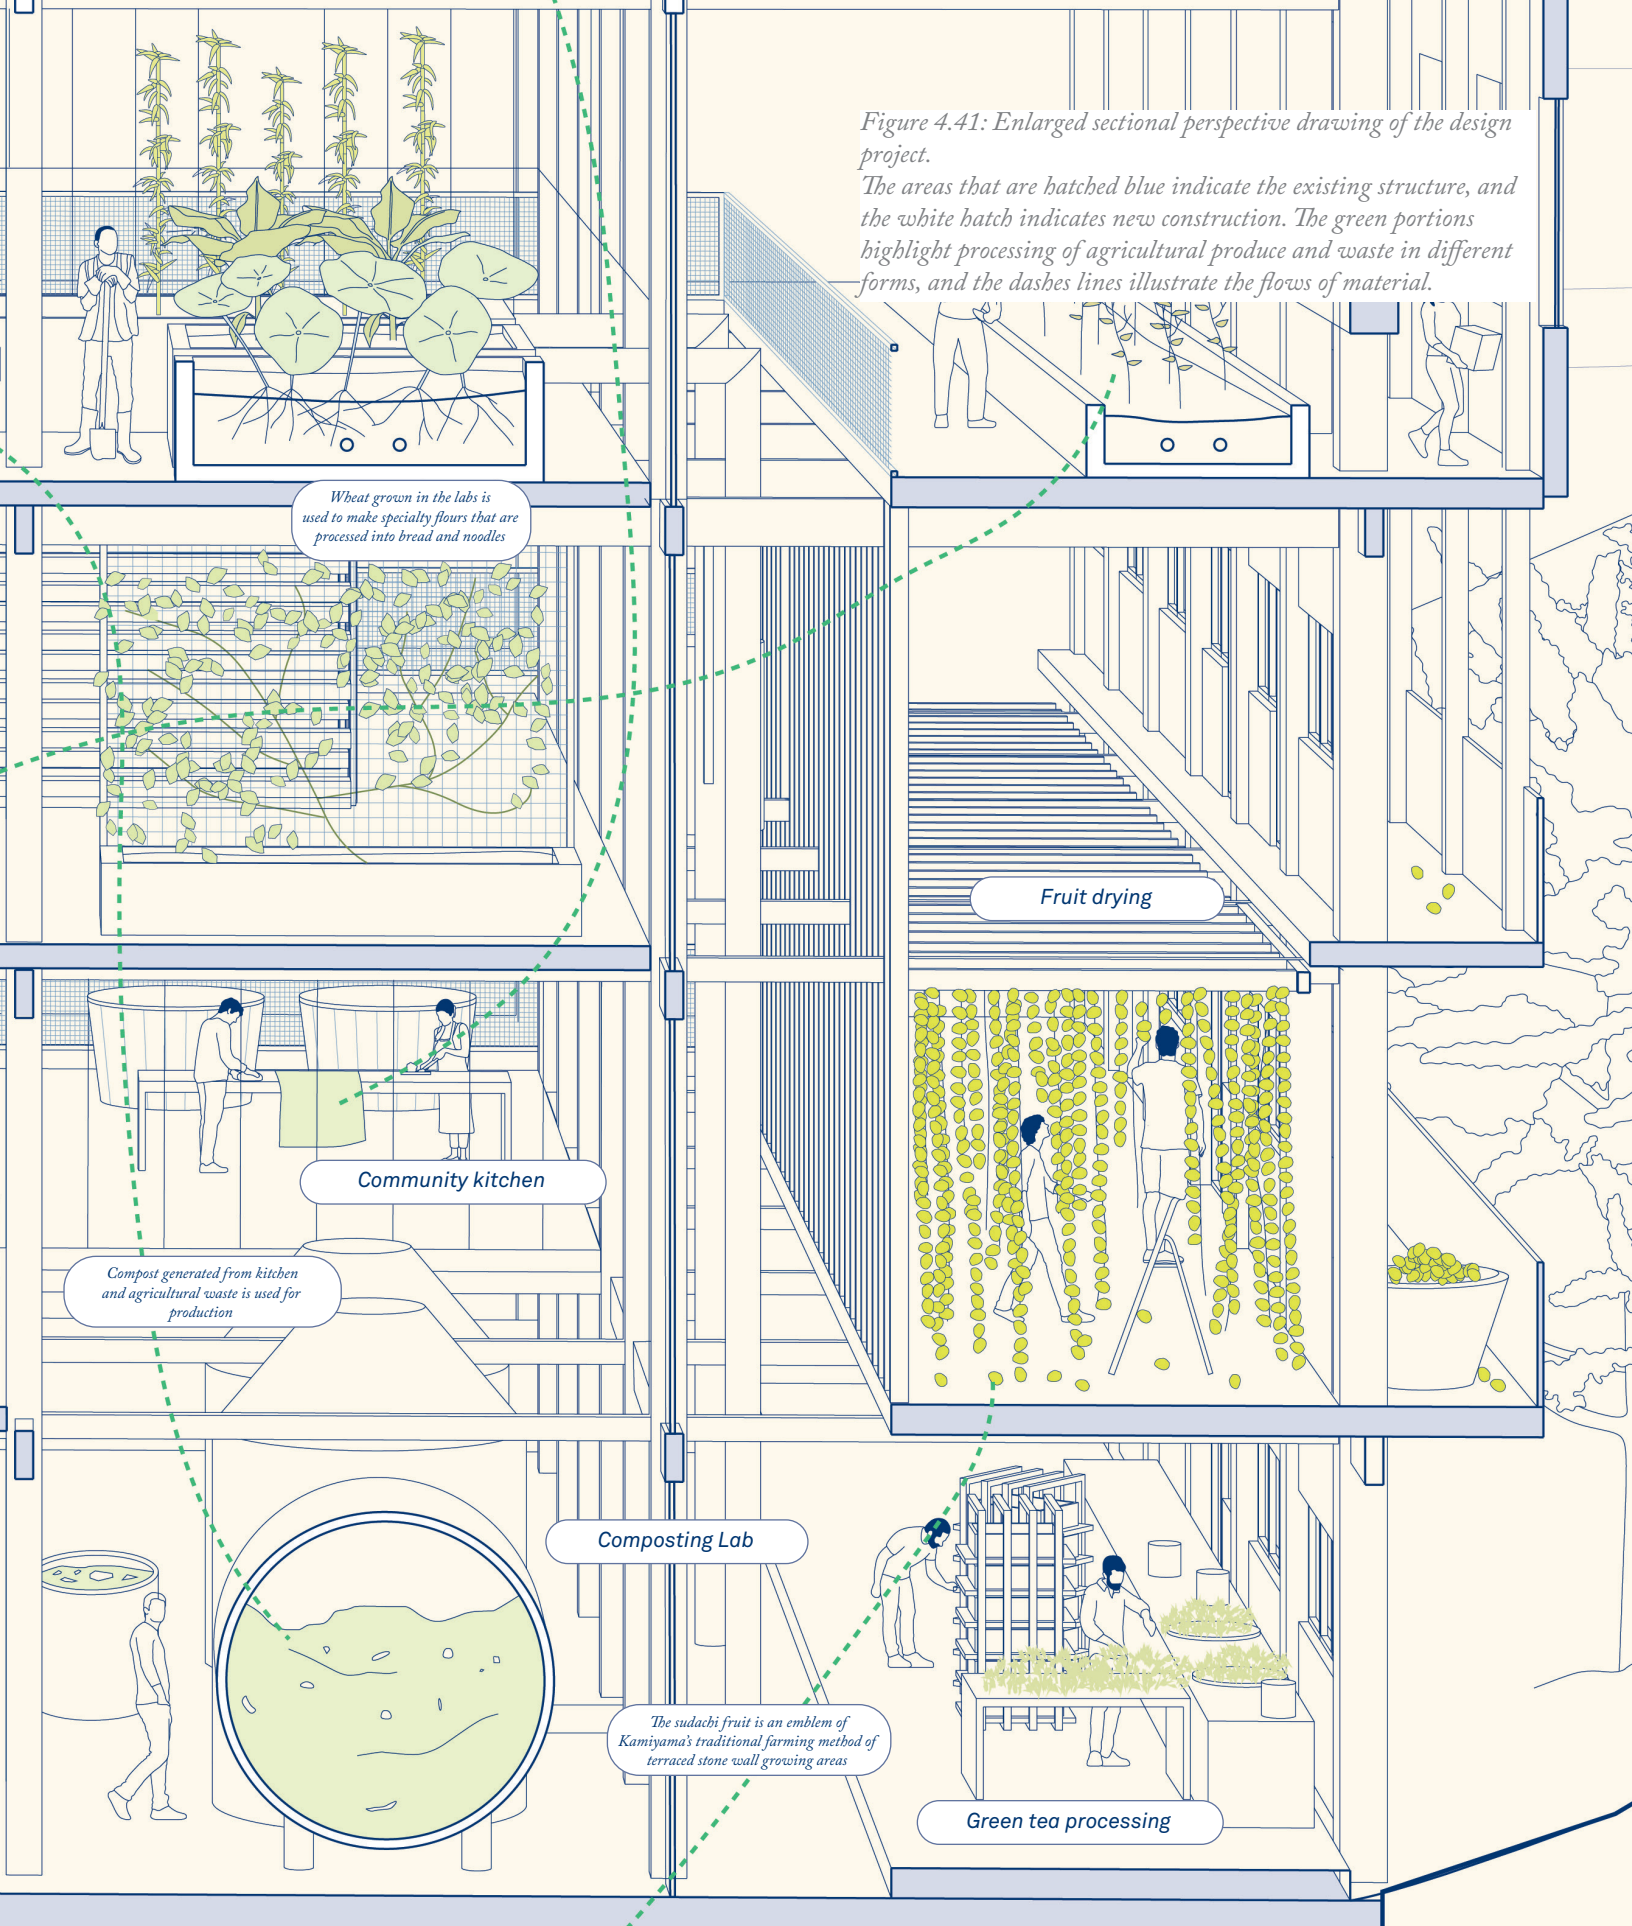 Figure 4.41: Enlarged sectional perspective drawing of the design
project.
The areas that are hatched blue indicate the existing structure, and
the white hatch indicates new construction. The green portions
highlight processing of agricultural produce and waste in different
forms, and the dashes lines illustrate the flows of material.
Wheat grown in the labs is
used to make specialty flours that are
processed into bread and noodles
Fruit drying
Community kitchen
Compost generated from kitchen
and agricultural waste is used for
production
Composting Lab
The sudachi fruit is an emblem of
Kamiyama's traditional farming method of
terraced stone wall growing areas
Green tea processing